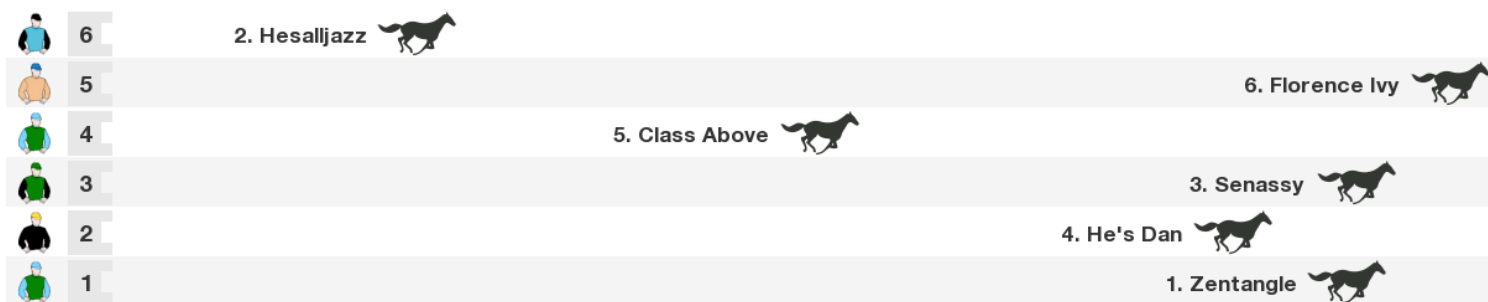 6 2. Hesalljazz
5 6. Florence Ivy
4 5. Class Above
3 3. Senassy
2 4. He's Dan
1 1. Zentangle